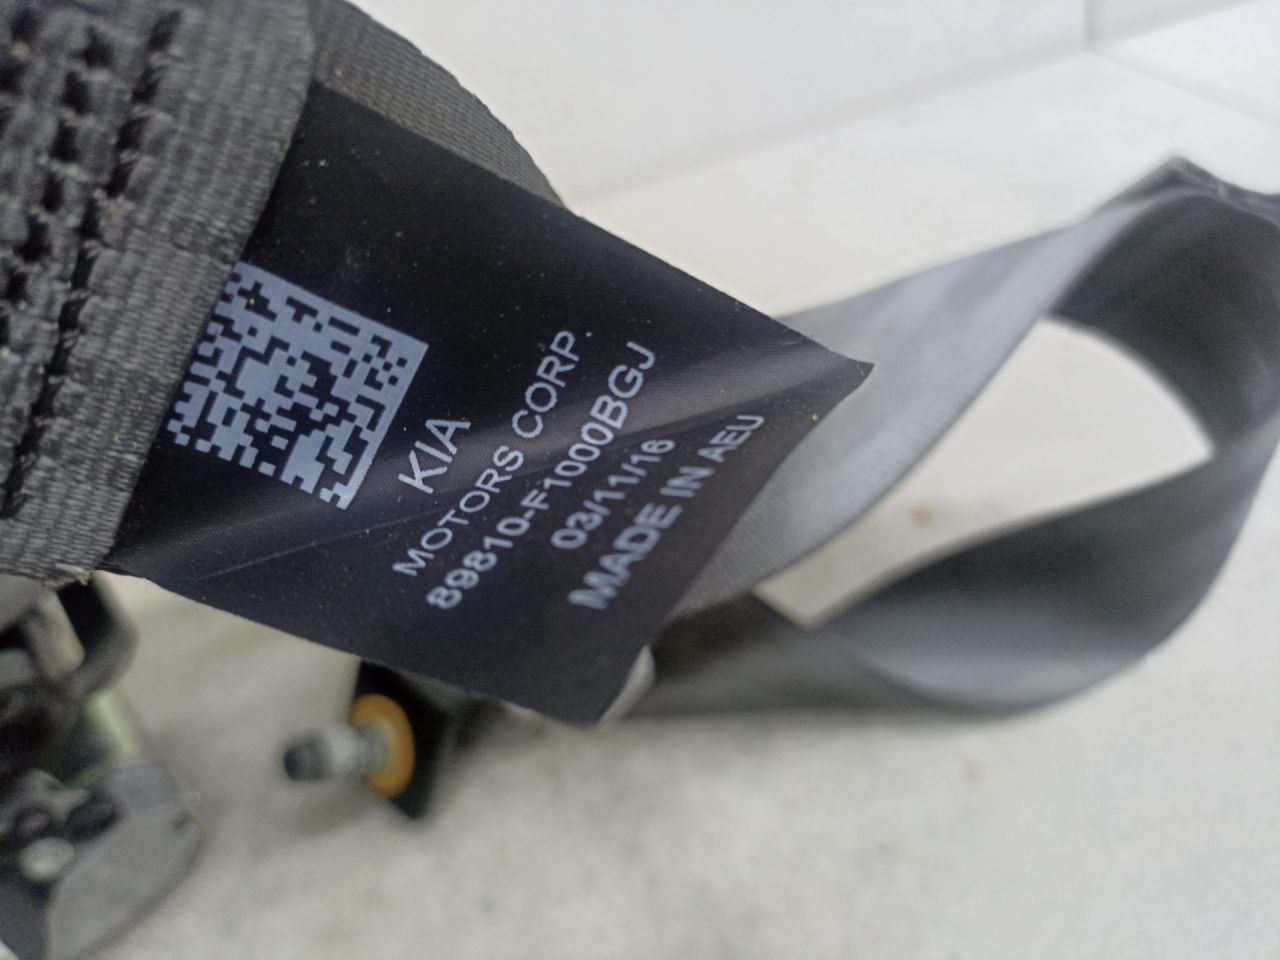 KIA
MOTORS CORP.
89810-F1000BGJ
03/11/16
MADE IN AEU